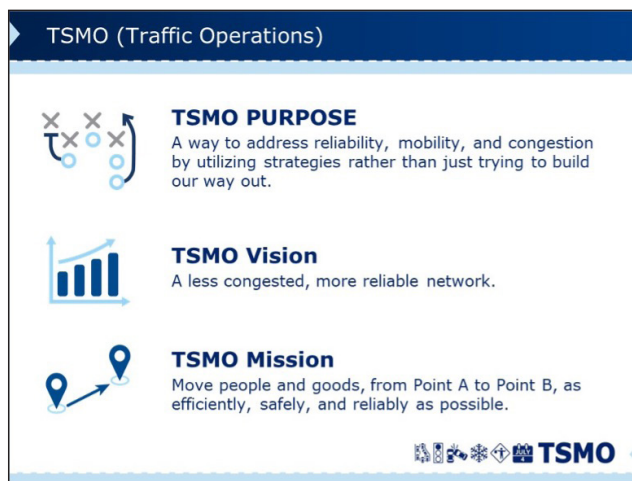 TSMO (Traffic Operations)
TSMO PURPOSE
A way to address reliability, mobility, and congestion
by utilizing strategies rather than just trying to build
our way out.
TSMO Vision
A less congested, more reliable network.
TSMO Mission
Move people and goods, from Point A to Point B, as
efficiently, safely, and reliably as possible.
JULY
4
TSMO